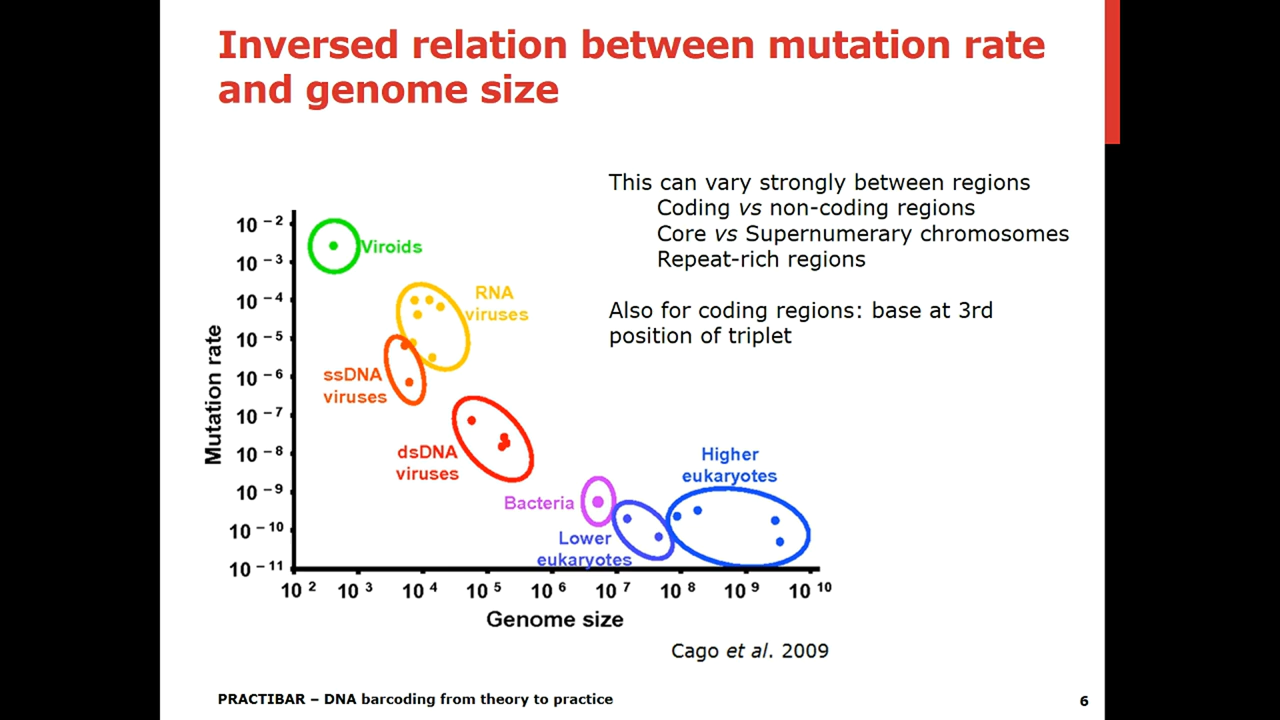 Inversed relation between mutation rate
and genome size
This can vary strongly between regions
Coding vs non-coding regions
Core vs Supernumerary chromosomes
Repeat-rich regions
Also for coding regions: base at 3rd
position of triplet
Mutation rate
10 −2
10 −3
10 −4
10 −5
10 −6
10 −7
10 −8
10 −9
10 −10
10 −11
Viroids
RNA
viruses
ssDNA
viruses
dsDNA
viruses
Bacteria
Lower
eukaryotes
Higher
eukaryotes
10 2 10 3 10 4 10 5 10 6 10 7 10 8 10 9 10 10
Genome size
Cago et al. 2009
PRACTIBAR – DNA barcoding from theory to practice
6